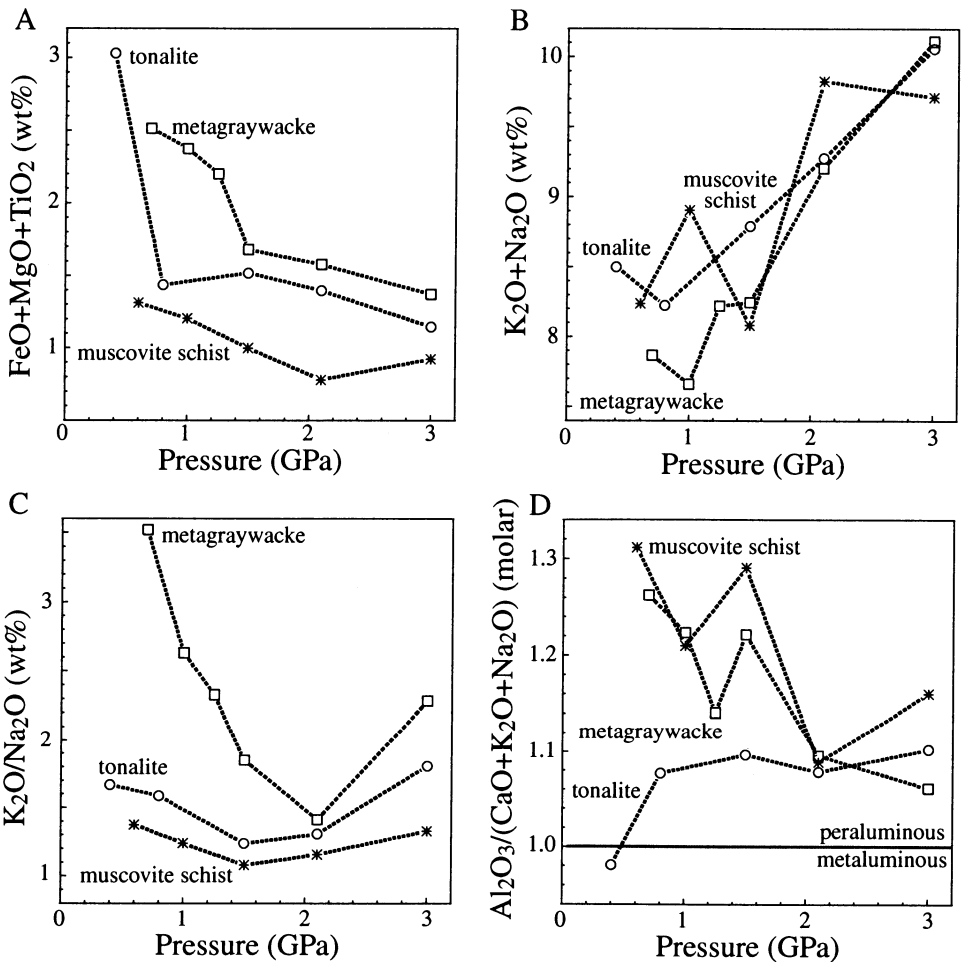 A
FeO+MgO+TiO2 (wt%)
3
2
1
tonalite
metagraywacke
muscovite schist
0 1 2 3
Pressure (GPa)
B
K2O+Na2O (wt%)
10
9
8
muscovite
schist
tonalite
metagraywacke
0 1 2 3
Pressure (GPa)
C
K2O/Na2O (wt%)
3
2
1
metagraywacke
tonalite
muscovite schist
0 1 2 3
Pressure (GPa)
D
Al2O3/(CaO+K2O+Na2O) (molar)
1.3
1.2
1.1
1.0
muscovite schist
metagraywacke
tonalite
peraluminous
metaluminous
0 1 2 3
Pressure (GPa)